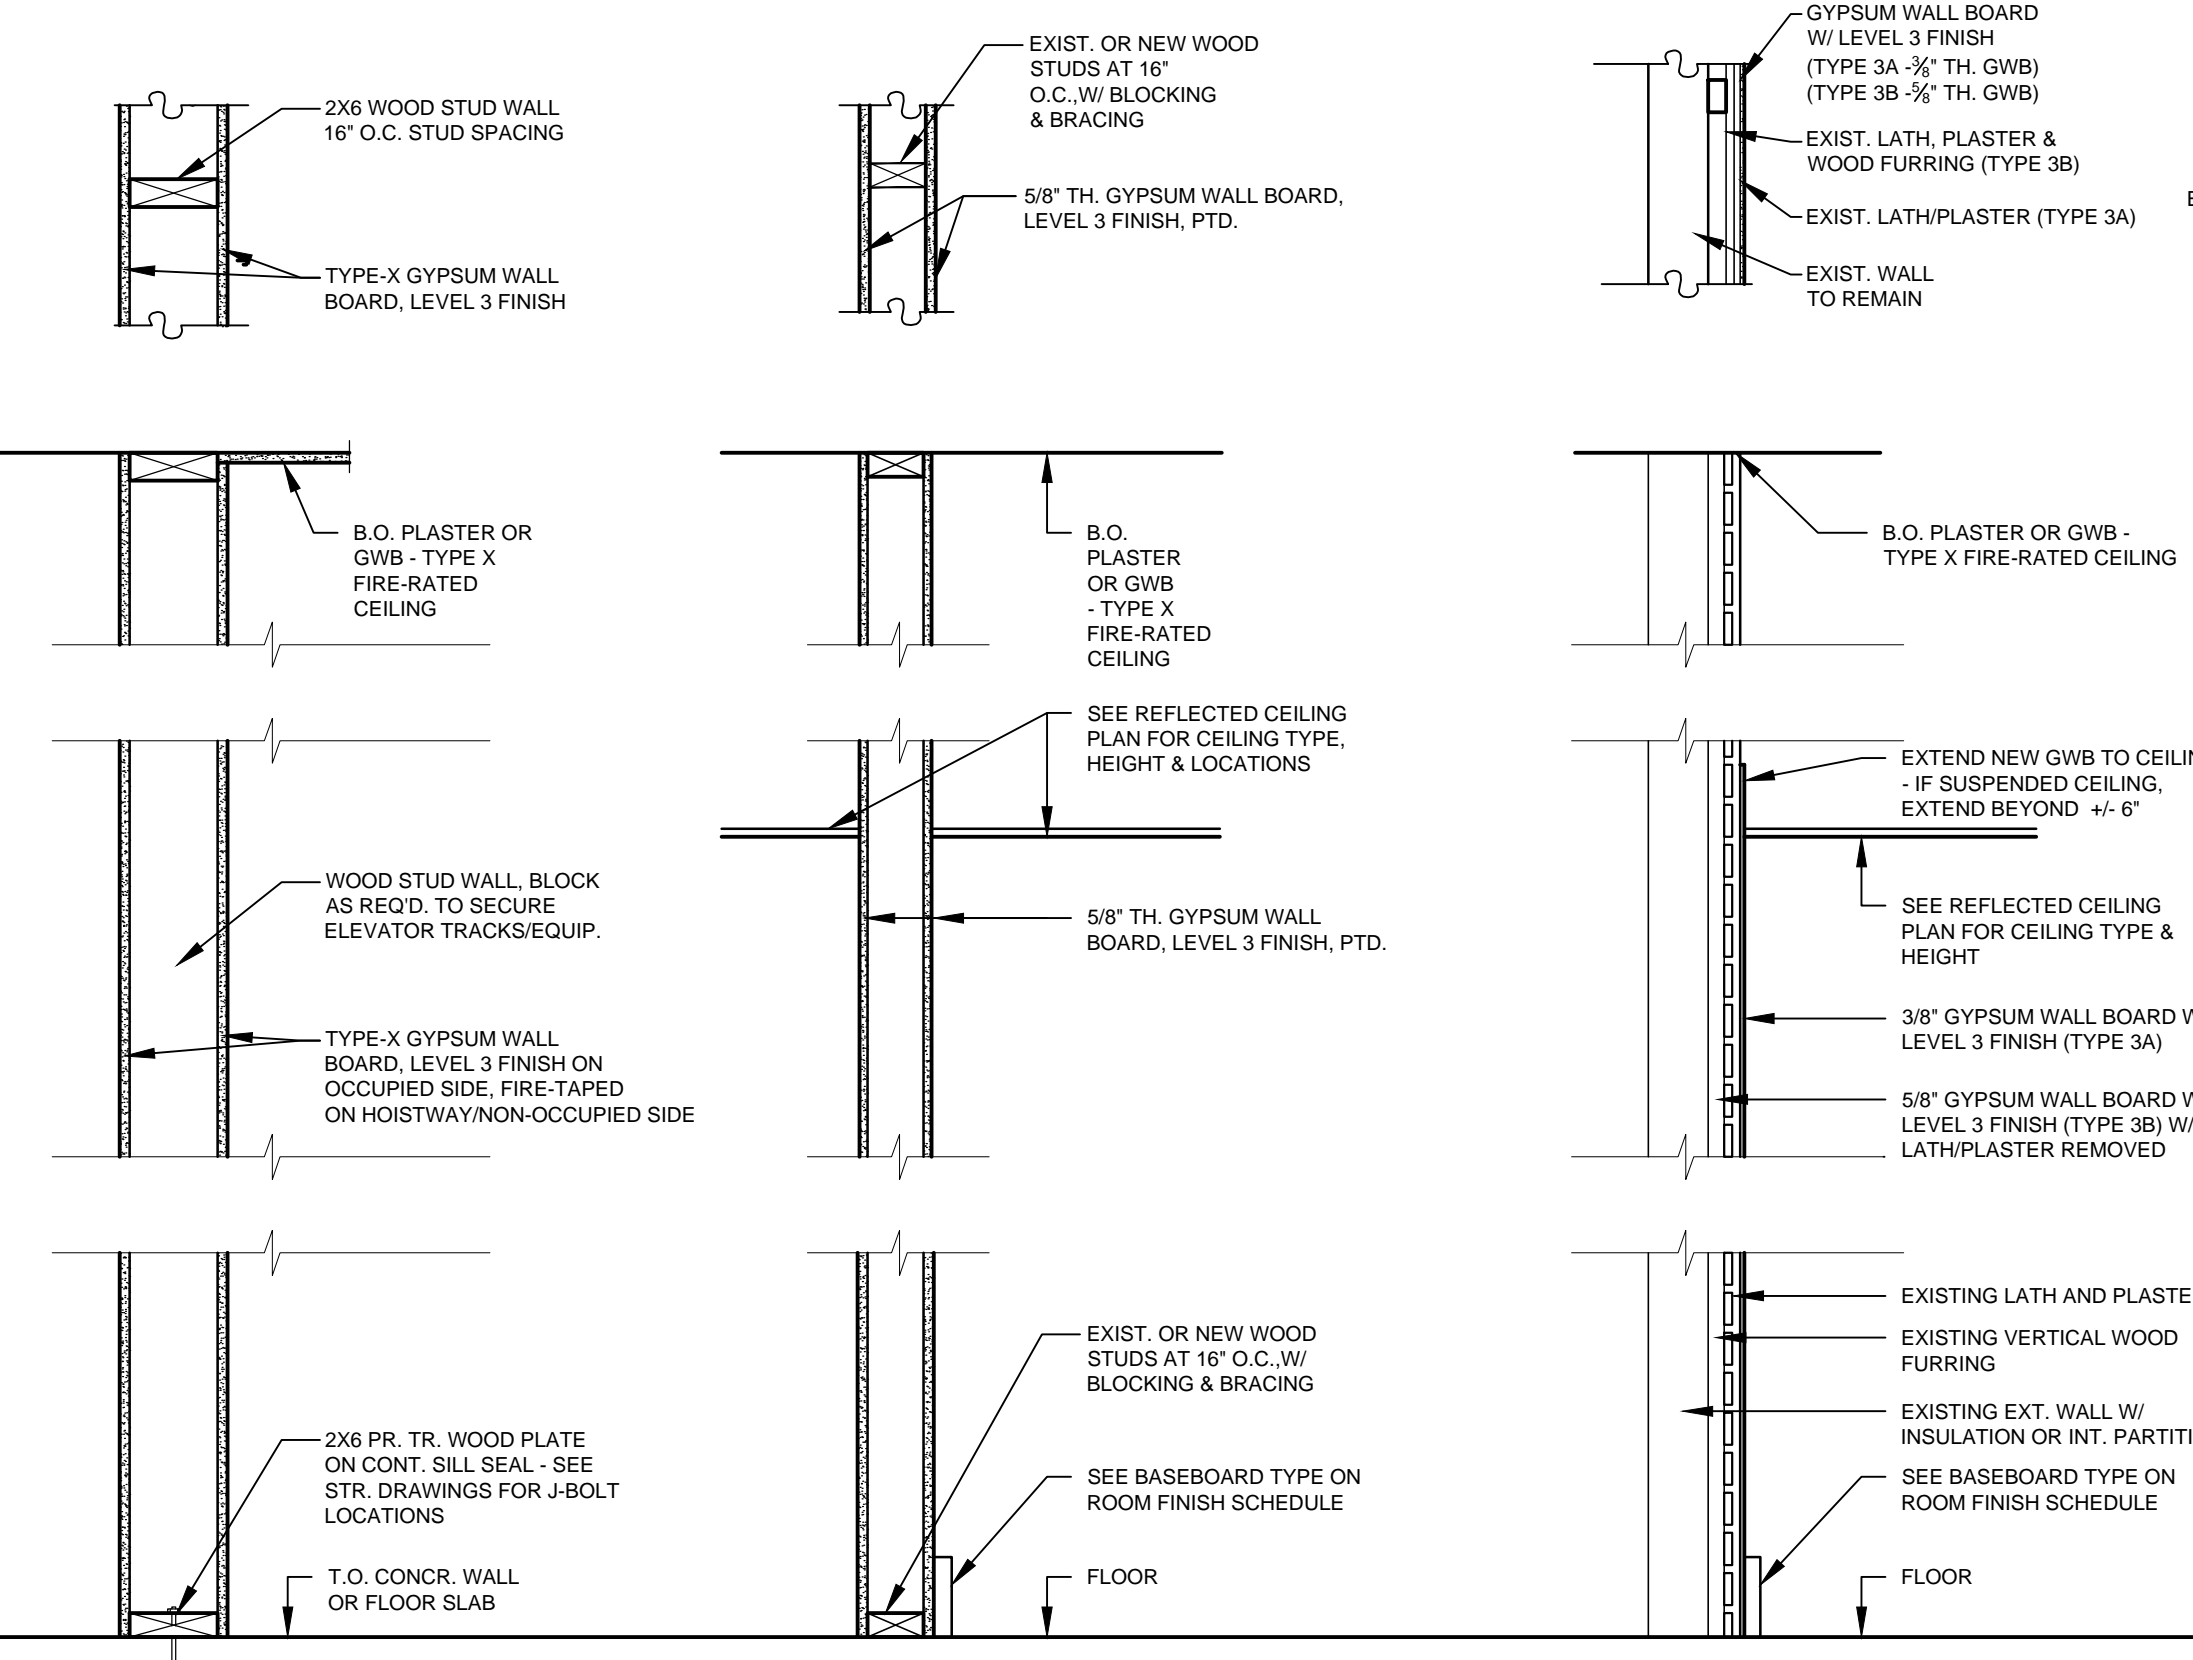 2X6 WOOD STUD WALL
16" O.C. STUD SPACING
TYPE-X GYPSUM WALL
BOARD, LEVEL 3 FINISH
EXIST. OR NEW WOOD
STUDS AT 16"
O.C.,W/ BLOCKING
& BRACING
5/8" TH. GYPSUM WALL BOARD,
LEVEL 3 FINISH, PTD.
GYPSUM WALL BOARD
W/ LEVEL 3 FINISH
(TYPE 3A -3/8" TH. GWB)
(TYPE 3B -5/8" TH. GWB)
EXIST. LATH, PLASTER &
WOOD FURRING (TYPE 3B)
EXIST. LATH/PLASTER (TYPE 3A)
EXIST. WALL
TO REMAIN
B.O. PLASTER OR
GWB - TYPE X
FIRE-RATED
CEILING
WOOD STUD WALL, BLOCK
AS REQ'D. TO SECURE
ELEVATOR TRACKS/EQUIP.
TYPE-X GYPSUM WALL
BOARD, LEVEL 3 FINISH ON
OCCUPIED SIDE, FIRE-TAPED
ON HOISTWAY/NON-OCCUPIED SIDE
2X6 PR. TR. WOOD PLATE
ON CONT. SILL SEAL - SEE
STR. DRAWINGS FOR J-BOLT
LOCATIONS
T.O. CONCR. WALL
OR FLOOR SLAB
B.O.
PLASTER
OR GWB
- TYPE X
FIRE-RATED
CEILING
SEE REFLECTED CEILING
PLAN FOR CEILING TYPE,
HEIGHT & LOCATIONS
5/8" TH. GYPSUM WALL
BOARD, LEVEL 3 FINISH, PTD.
EXIST. OR NEW WOOD
STUDS AT 16" O.C.,W/
BLOCKING & BRACING
SEE BASEBOARD TYPE ON
ROOM FINISH SCHEDULE
FLOOR
B.O. PLASTER OR GWB -
TYPE X FIRE-RATED CEILING
EXTEND NEW GWB TO
- IF SUSPENDED CEILING,
EXTEND BEYOND +/- 6"
SEE REFLECTED CEILING
PLAN FOR CEILING TYPE &
HEIGHT
3/8" GYPSUM WALL BOARD
LEVEL 3 FINISH (TYPE 3A)
5/8" GYPSUM WALL BOARD
LEVEL 3 FINISH (TYPE 3B) W/
LATH/PLASTER REMOVED
EXISTING LATH AND
EXISTING VERTICAL WOOD
FURRING
EXISTING EXT. WALL W/
INSULATION OR INT.
SEE BASEBOARD TYPE ON
ROOM FINISH SCHEDULE
FLOOR